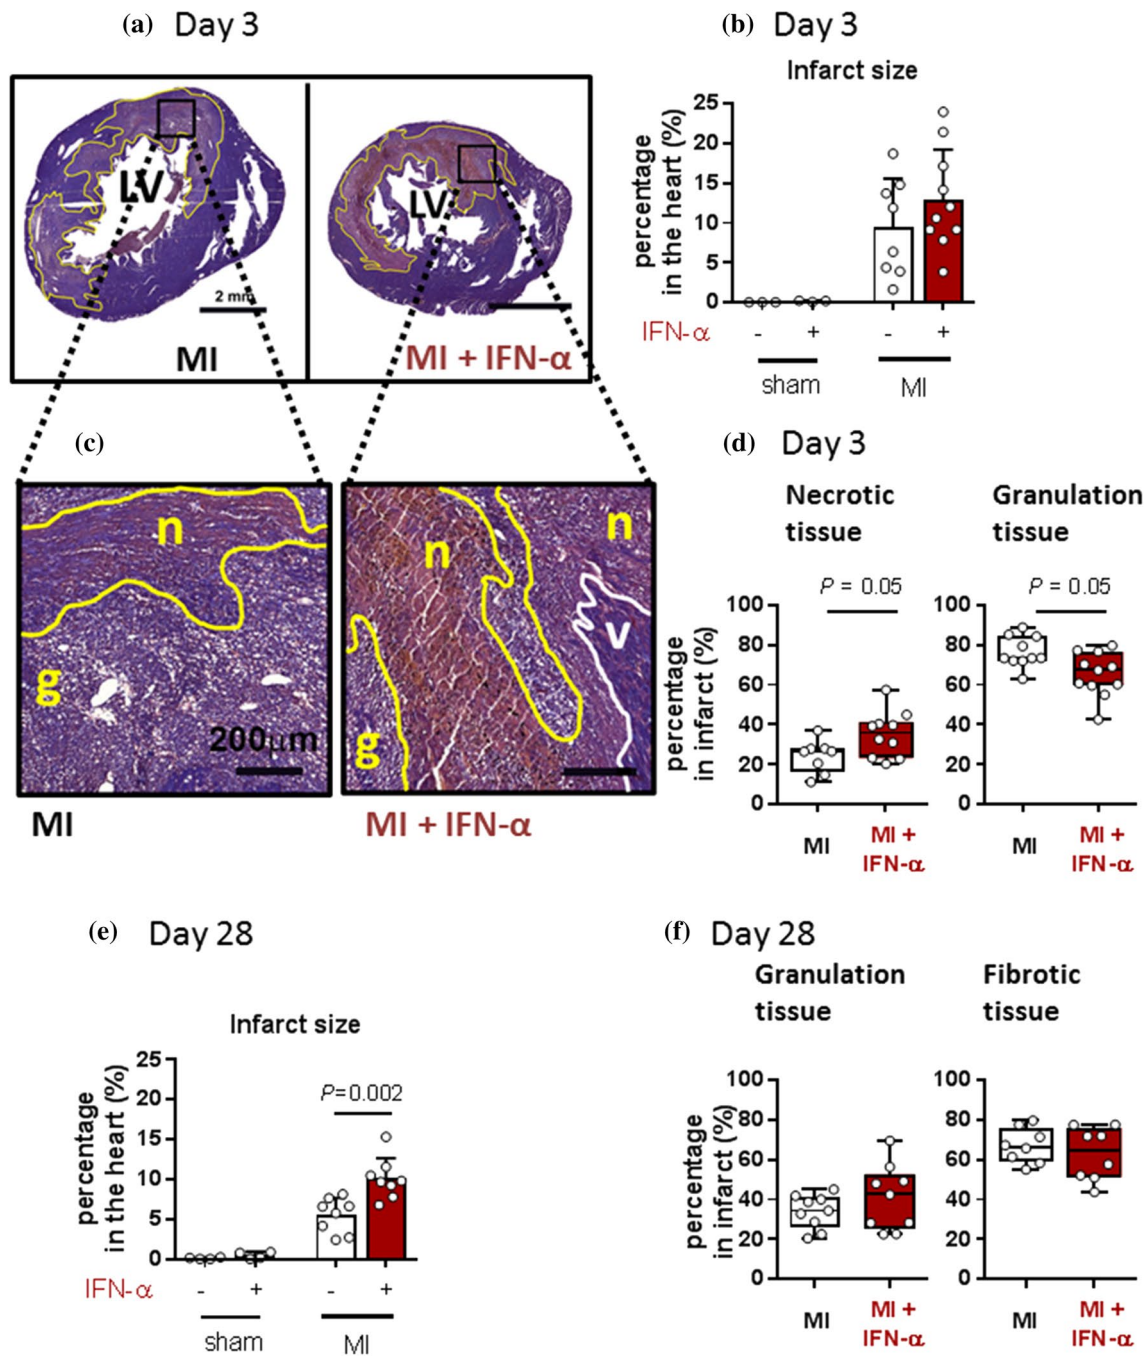 (a) Day 3
LV
2 mm
MI
LV
MI + IFN-α
(b) Day 3
Infarct size
percentage
in the heart (%)
25
20
15
10
5
0
IFN-α - + - +
sham MI
(c)
n
g
200µm
MI
n
n
v
g
MI + IFN-α
(d) Day 3
Necrotic
tissue
P = 0.05
percentage
in infarct (%)
100
80
60
40
20
0
MI
MI +
IFN-α
Granulation
tissue
P = 0.05
100
80
60
40
20
0
MI
MI +
IFN-α
(e) Day 28
Infarct size
percentage
in the heart (%)
25
20
15
10
5
0
P=0.002
IFN-α - + - +
sham MI
(f) Day 28
Granulation
tissue
percentage
in infarct (%)
100
80
60
40
20
0
MI
MI +
IFN-α
Fibrotic
tissue
100
80
60
40
20
0
MI
MI +
IFN-α